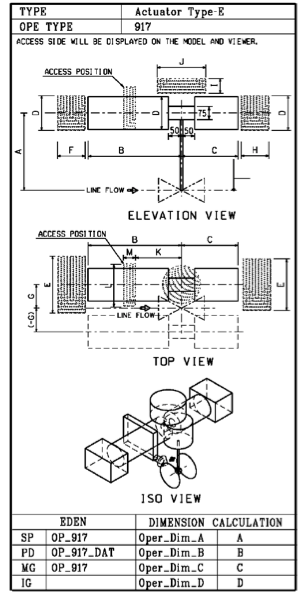 TYPE Actuator Type-E
OPE TYPE 917
ACCESS SIDE WILL BE DISPLAYED ON THE MODEL AND VIEWER.
ACCESS POSITION
J
I
D
D
75
D
50 50
A
F
B
C
H
LINE FLOW
ELEVATION VIEW
ACCESS POSITION
B
C
M
K
E
G
L
E
(-G)
LINE FLOW
TOP VIEW
ISO VIEW
EDEN DIMENSION CALCULATION
SP OP_917 Oper_Dim_A A
PD OP_917_DAT Oper_Dim_B B
MG OP_917 Oper_Dim_C C
IG Oper_Dim_D D